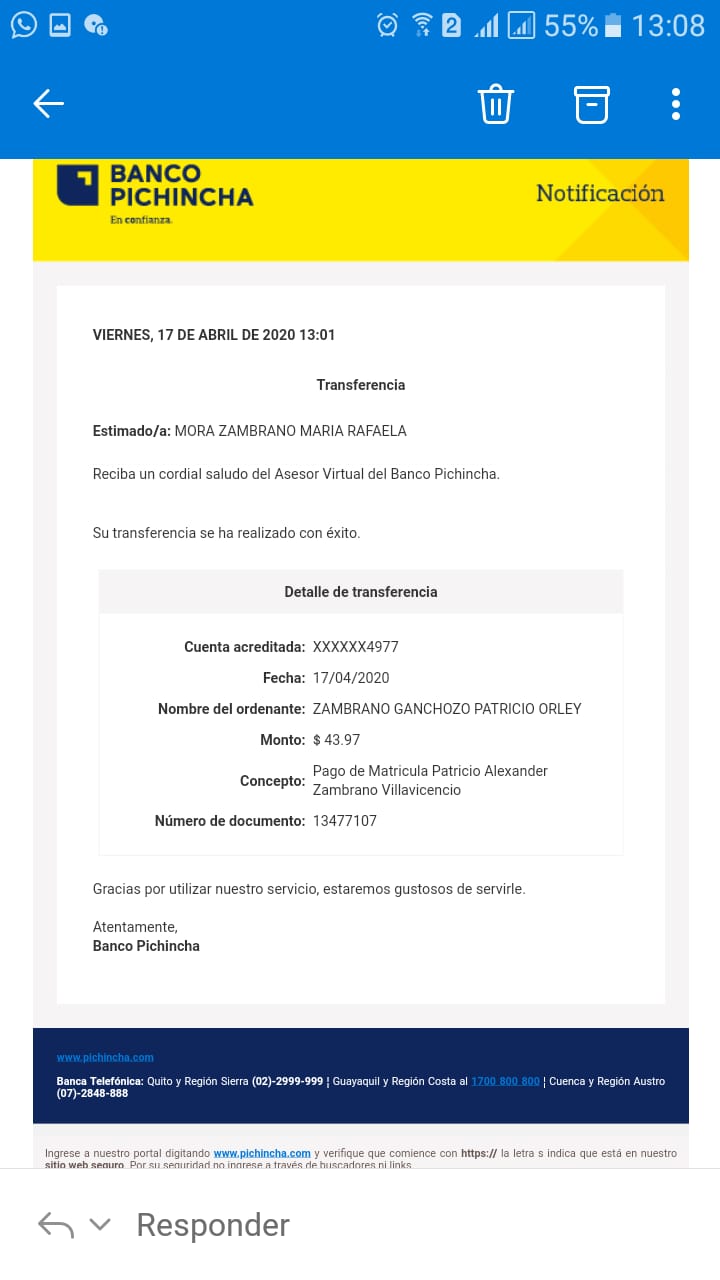 2 55% 13:08
BANCO
PICHINCHA
En confianza.
Notificación
VIERNES, 17 DE ABRIL DE 2020 13:01
Transferencia
Estimado/a: MORA ZAMBRANO MARIA RAFAELA
Reciba un cordial saludo del Asesor Virtual del Banco Pichincha.
Su transferencia se ha realizado con éxito.
Detalle de transferencia
Cuenta acreditada: XXXXXX4977
Fecha: 17/04/2020
Nombre del ordenante: ZAMBRANO GANCHOZO PATRICIO ORLEY
Monto: $ 43.97
Concepto: Pago de Matricula Patricio Alexander
Zambrano Villavicencio
Número de documento: 13477107
Gracias por utilizar nuestro servicio, estaremos gustosos de servirle.
Atentamente,
Banco Pichincha
www.pichincha.com
Banca Telefónica: Quito y Región Sierra (02)-2999-999 ¦ Guayaquil y Región Costa al 1700 800 800 ¦ Cuenca y Región Austro
(07)-2848-888
Ingrese a nuestro portal digitando www.pichincha.com y verifique que comience con https:// la letra s indica que está en nuestro
sitio web seguro. Por su seguridad no ingrese a través de buscadores ni links
Responder